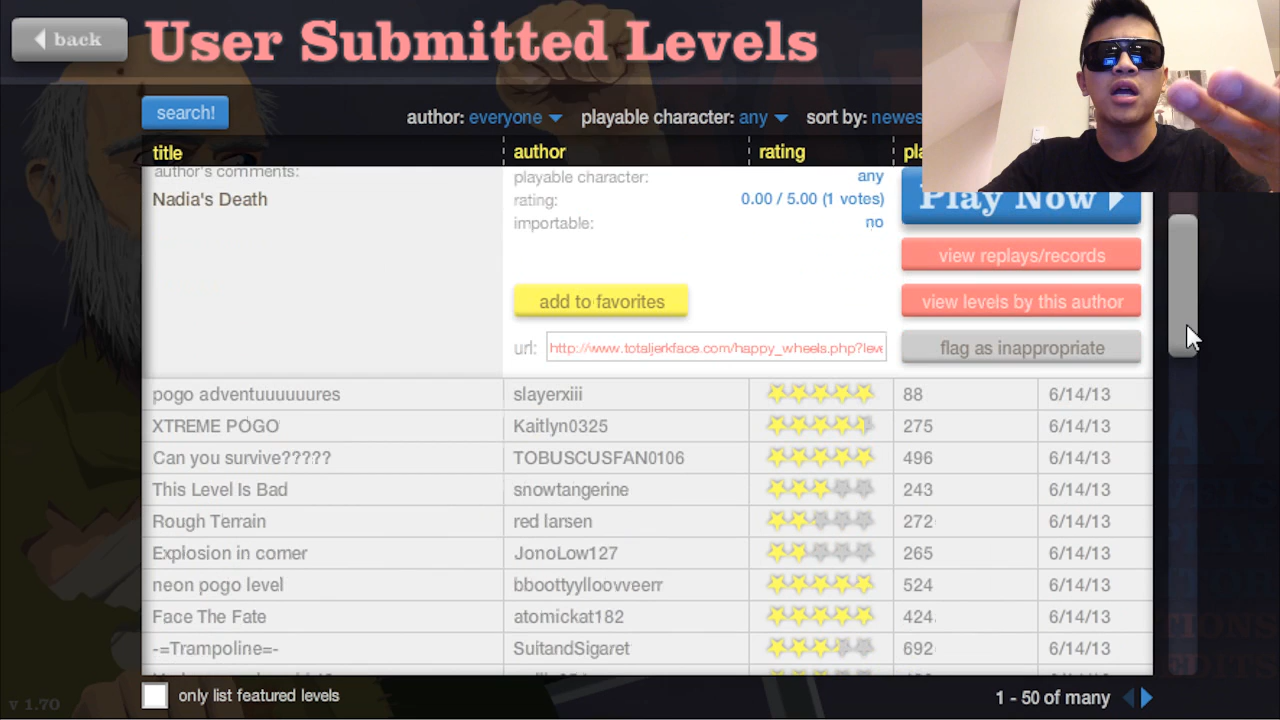 back
User Submitted Levels
search!
author: everyone playable character: any sort by: newes
title author rating pla
author's comments:
Nadia's Death
playable character: any
rating: 0.00 / 5.00 (1 votes)
importable: no
Play Now
view replays/records
add to favorites
view levels by this author
url: http://www.totaljerkface.com/happy_wheels.php?leve
flag as inappropriate
pogo adventuuuuuures slayerxiii 88 6/14/13
XTREME POGO Kaitlyn0325 275 6/14/13
Can you survive????? TOBUSCUSFAN0106 496 6/14/13
This Level Is Bad snowtangerine 243 6/14/13
Rough Terrain red larsen 272 6/14/13
Explosion in corner JonoLow127 265 6/14/13
neon pogo level bboottyylloovveerr 524 6/14/13
Face The Fate atomickat182 424 6/14/13
-=Trampoline=- SuitandSigaret 692 6/14/13
only list featured levels
1 - 50 of many
v 1.70